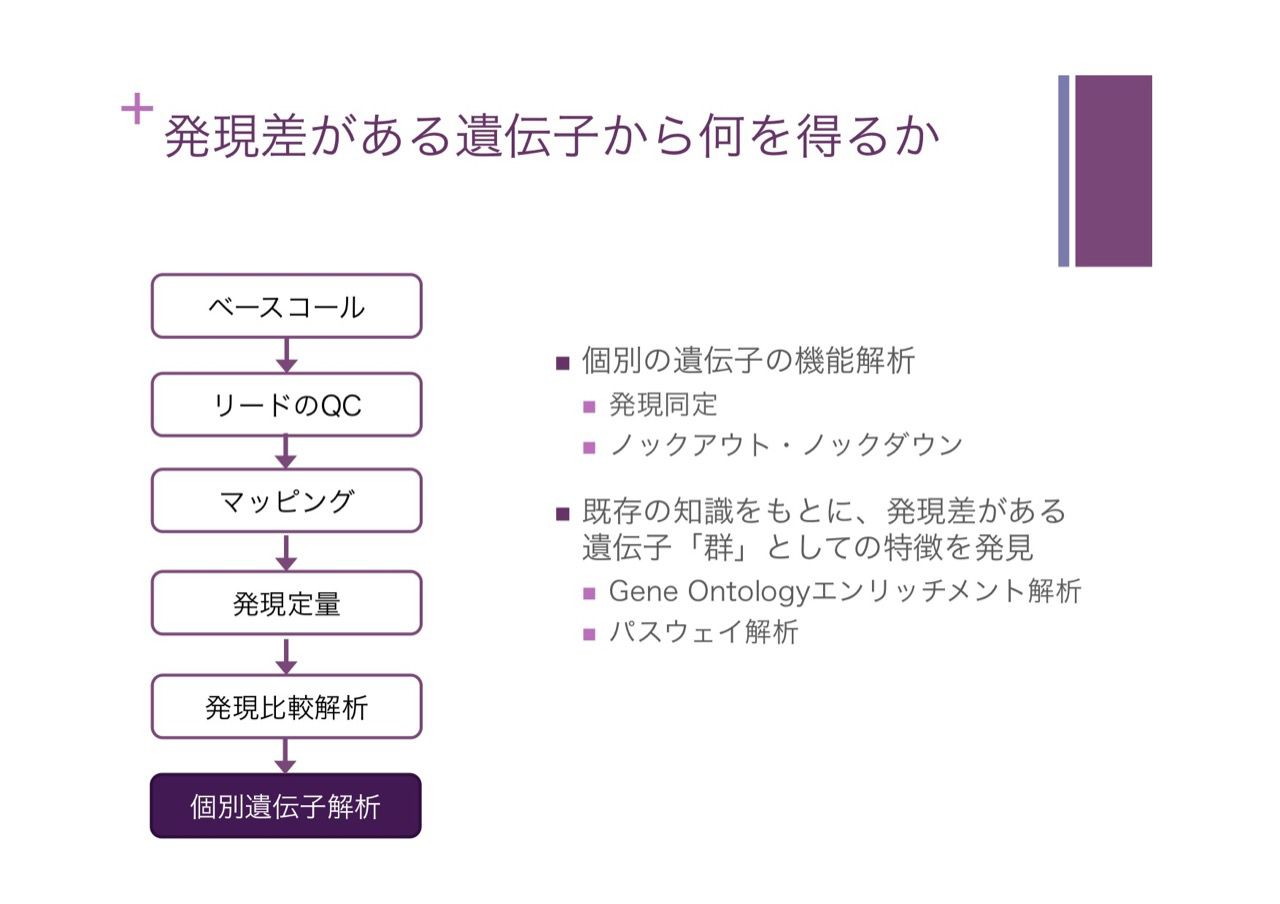 +
発現差がある遺伝子から何を得るか
ベースコール
リードのQC
マッピング
発現定量
発現比較解析
個別遺伝子解析
個別の遺伝子の機能解析
発現同定
ノックアウト・ノックダウン
既存の知識をもとに、発現差がある
遺伝子「群」としての特徴を発見
Gene Ontologyエンリッチメント解析
パスウェイ解析